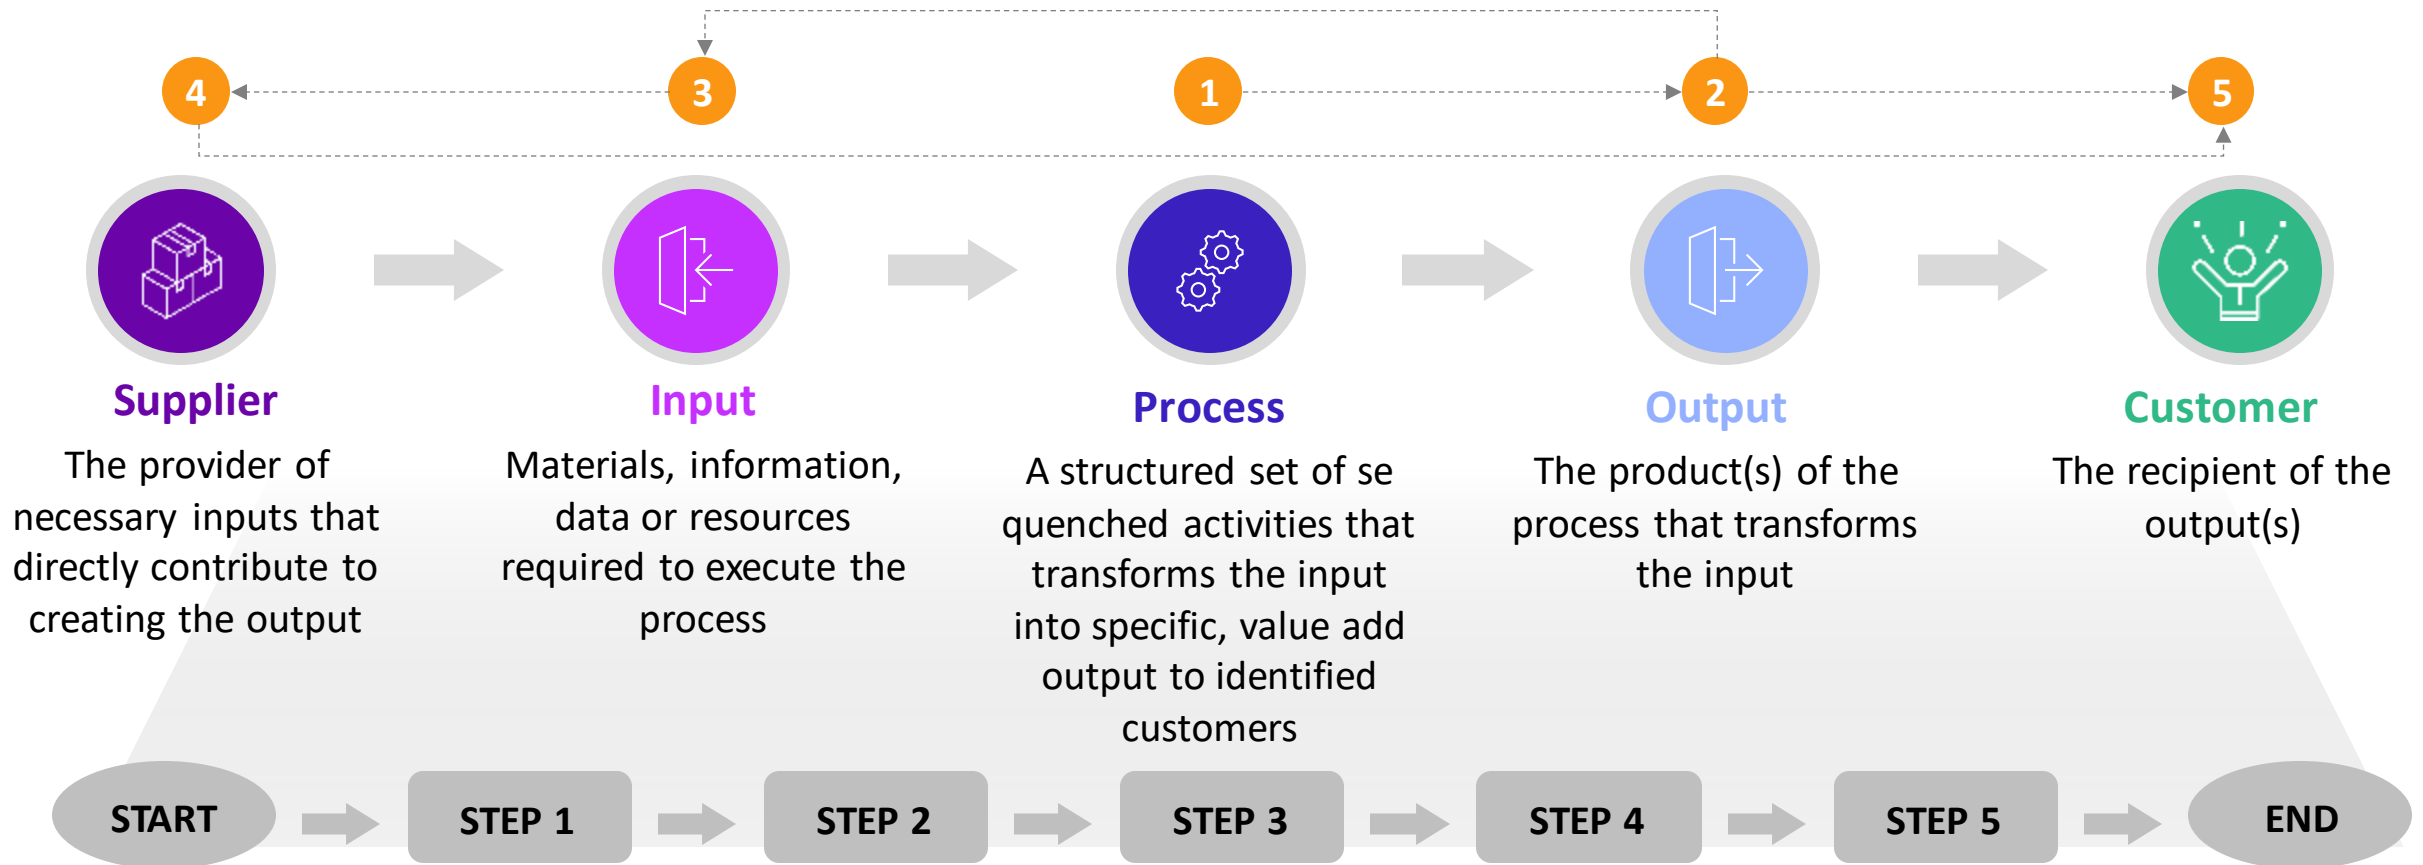 4
3
1
2
5
Supplier
The provider of
necessary inputs that
directly contribute to
creating the output
Input
Materials, information,
data or resources
required to execute the
process
Process
A structured set of se
quenched activities that
transforms the input
into specific, value add
output to identified
customers
Output
The product(s) of the
process that transforms
the input
Customer
The recipient of the
output(s)
START
STEP 1
STEP 2
STEP 3
STEP 4
STEP 5
END